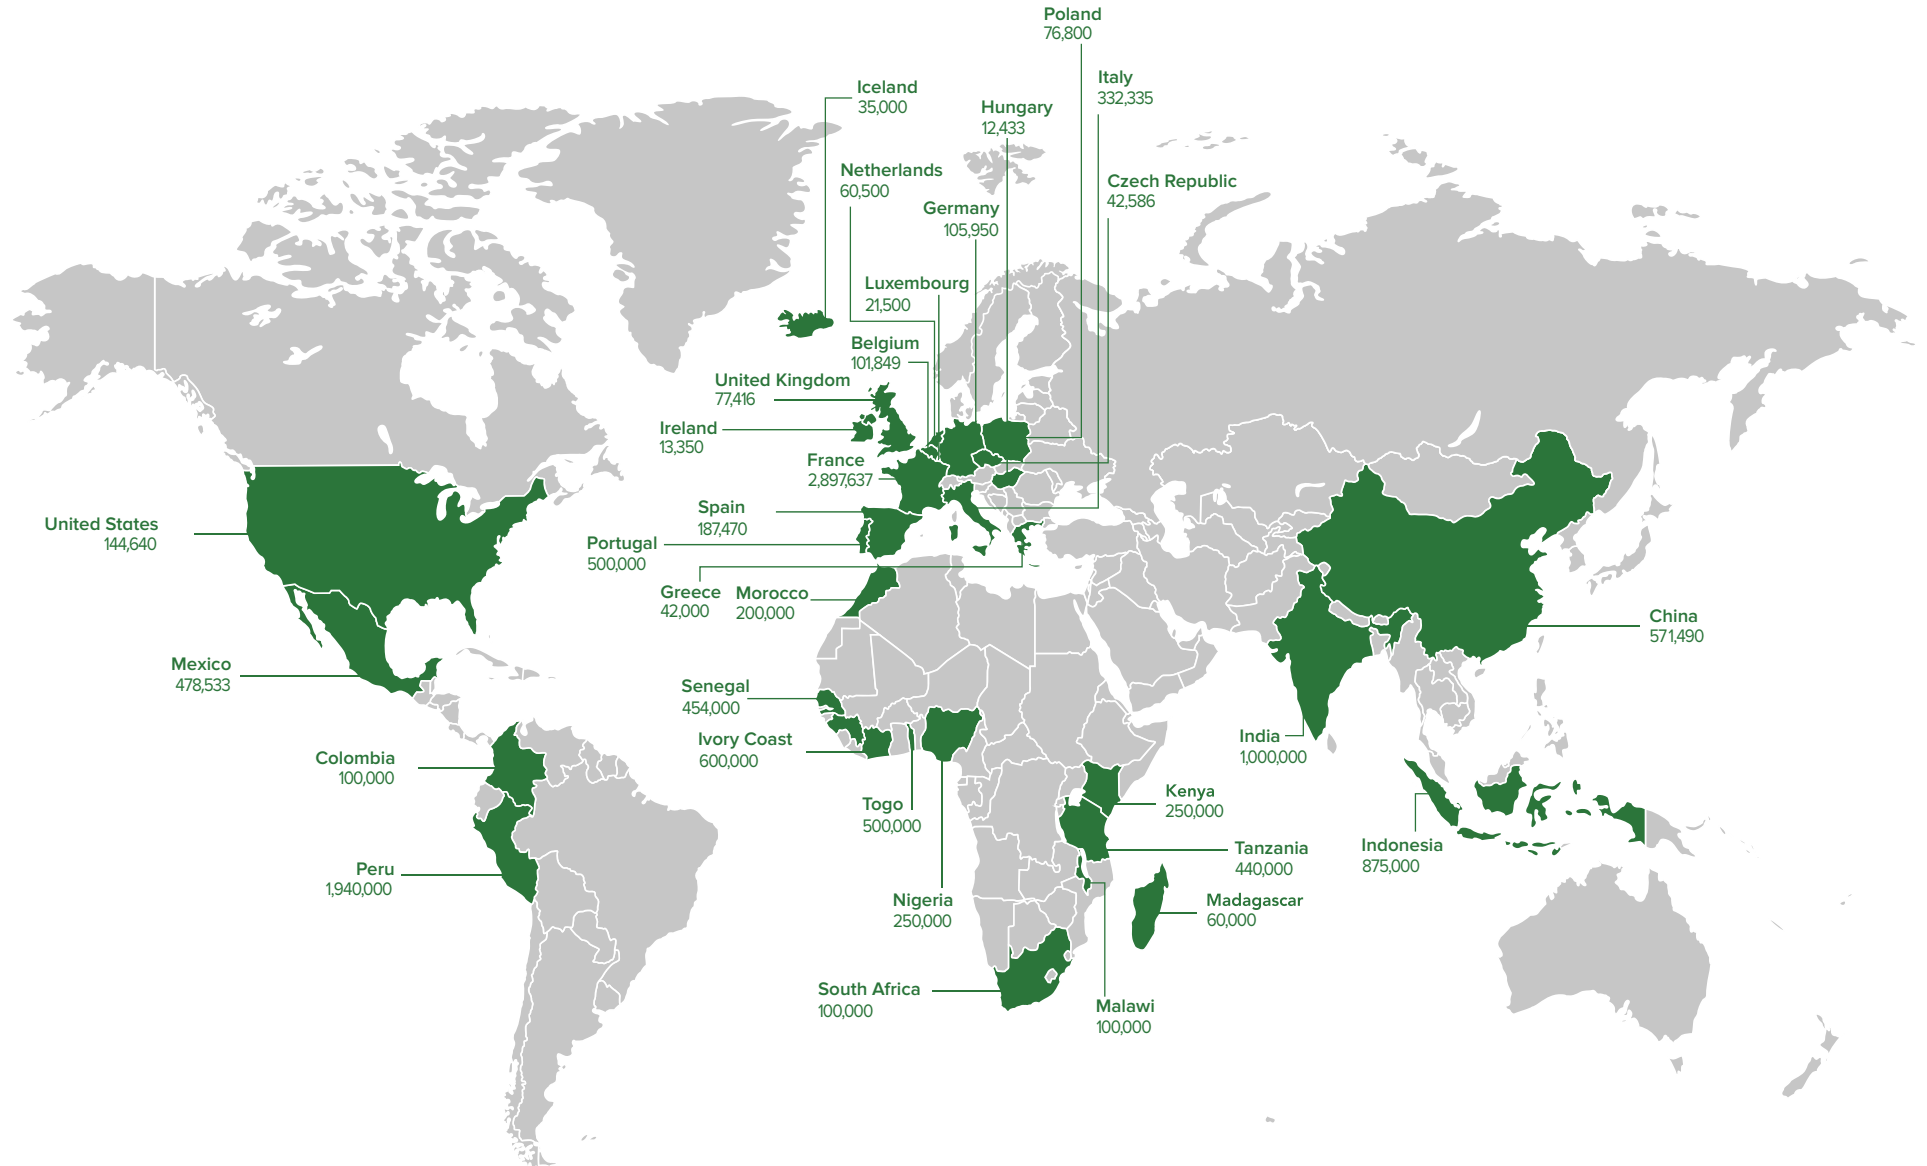 Poland
76,800
Italy
332,335
Iceland
35,000
Hungary
12,433
Netherlands
60,500
Czech Republic
42,586
Germany
105,950
Luxembourg
21,500
Belgium
101,849
United Kingdom
77,416
Ireland
13,350
France
2,897,637
Spain
187,470
United States
144,640
Portugal
500,000
Greece
42,000
Morocco
200,000
China
571,490
Mexico
478,533
Senegal
454,000
Ivory Coast
600,000
India
1,000,000
Colombia
100,000
Togo
500,000
Kenya
250,000
Tanzania
440,000
Indonesia
875,000
Peru
1,940,000
Nigeria
250,000
Madagascar
60,000
South Africa
100,000
Malawi
100,000